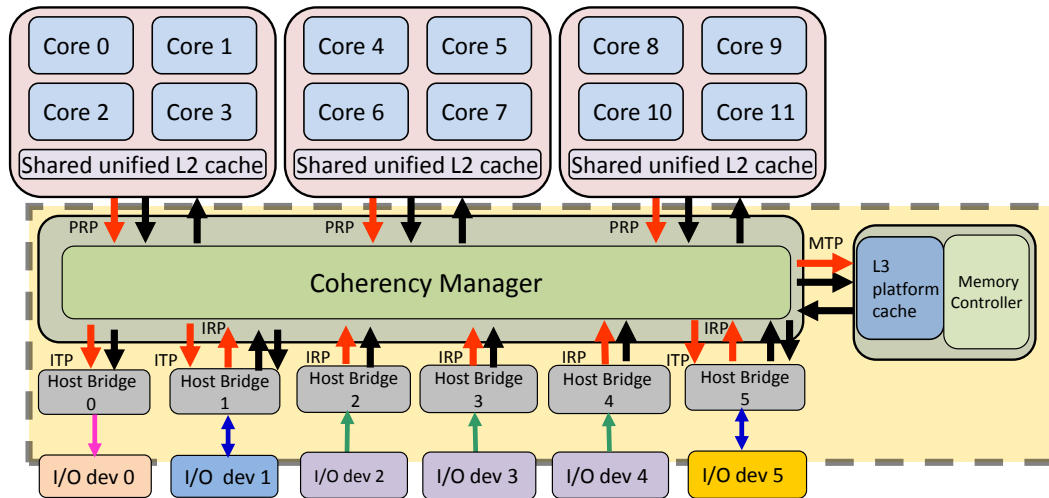 Core 0
Core 1
Core 4
Core 5
Core 8
Core 9
Core 2
Core 3
Core 6
Core 7
Core 10
Core 11
Shared unified L2 cache
Shared unified L2 cache
Shared unified L2 cache
PRP
PRP
PRP
MTP
Coherency Manager
L3
platform
cache
Memory
Controller
IRP
IRP
ITP
ITP
IRP
IRP
IRP
ITP
Host Bridge
0
Host Bridge
1
Host Bridge
2
Host Bridge
3
Host Bridge
4
Host Bridge
5
I/O dev 0
I/O dev 1
I/O dev 2
I/O dev 3
I/O dev 4
I/O dev 5